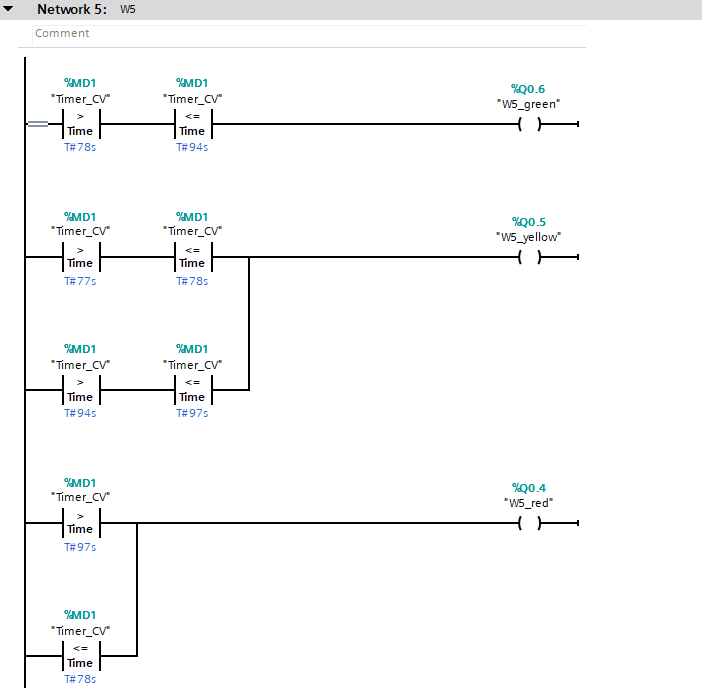 Network 5: W5
Comment
%MD1 %MD1
"Timer_CV" "Timer_CV" %Q0.6
"W5_green"
> <=
Time Time
T#78s T#94s
%MD1 %MD1
"Timer_CV" "Timer_CV" %Q0.5
"W5_yellow"
> <=
Time Time
T#77s T#78s
%MD1 %MD1
"Timer_CV" "Timer_CV"
> <=
Time Time
T#94s T#97s
%MD1
"Timer_CV" %Q0.4
"W5_red"
>
Time
T#97s
%MD1
"Timer_CV"
<=
Time
T#78s